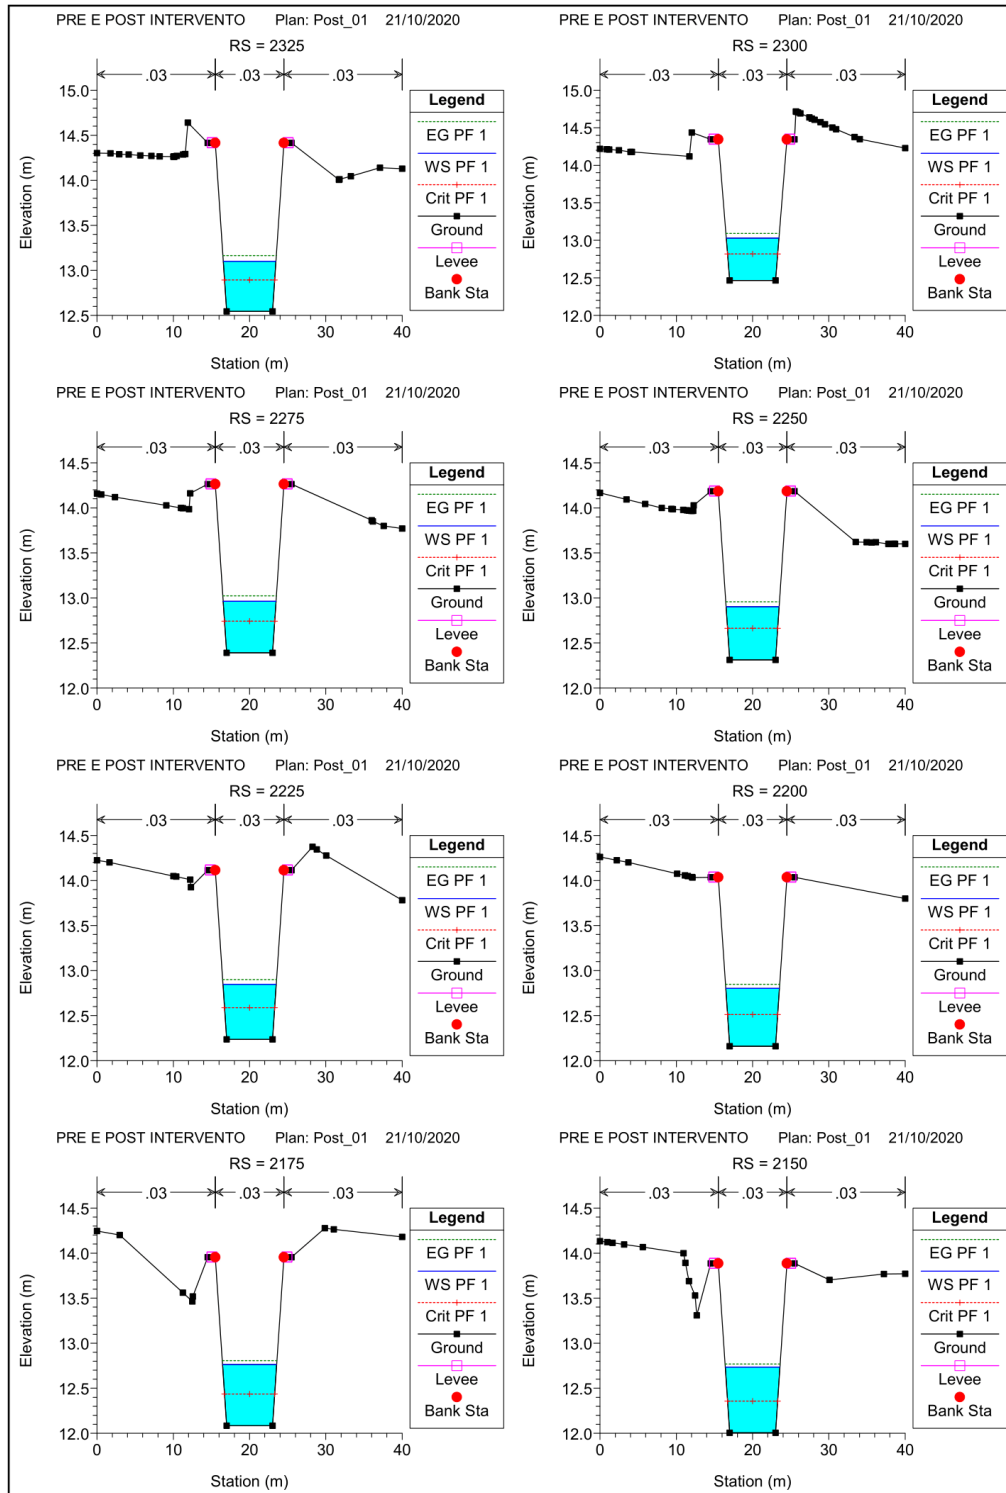 PRE E POST INTERVENTO Plan: Post_01 21/10/2020
RS = 2325
.03 .03 .03
15.0
14.5
14.0
13.5
13.0
12.5
Elevation (m)
0 10 20 30 40
Station (m)
Legend
EG PF 1
WS PF 1
Crit PF 1
Ground
Levee
Bank Sta
PRE E POST INTERVENTO Plan: Post_01 21/10/2020
RS = 2300
.03 .03 .03
15.0
14.5
14.0
13.5
13.0
12.5
12.0
Elevation (m)
0 10 20 30 40
Station (m)
Legend
EG PF 1
WS PF 1
Crit PF 1
Ground
Levee
Bank Sta
PRE E POST INTERVENTO Plan: Post_01 21/10/2020
RS = 2275
.03 .03 .03
14.5
14.0
13.5
13.0
12.5
12.0
Elevation (m)
0 10 20 30 40
Station (m)
Legend
EG PF 1
WS PF 1
Crit PF 1
Ground
Levee
Bank Sta
PRE E POST INTERVENTO Plan: Post_01 21/10/2020
RS = 2250
.03 .03 .03
14.5
14.0
13.5
13.0
12.5
12.0
Elevation (m)
0 10 20 30 40
Station (m)
Legend
EG PF 1
WS PF 1
Crit PF 1
Ground
Levee
Bank Sta
PRE E POST INTERVENTO Plan: Post_01 21/10/2020
RS = 2225
.03 .03 .03
14.5
14.0
13.5
13.0
12.5
12.0
Elevation (m)
0 10 20 30 40
Station (m)
Legend
EG PF 1
WS PF 1
Crit PF 1
Ground
Levee
Bank Sta
PRE E POST INTERVENTO Plan: Post_01 21/10/2020
RS = 2200
.03 .03 .03
14.5
14.0
13.5
13.0
12.5
12.0
Elevation (m)
0 10 20 30 40
Station (m)
Legend
EG PF 1
WS PF 1
Crit PF 1
Ground
Levee
Bank Sta
PRE E POST INTERVENTO Plan: Post_01 21/10/2020
RS = 2175
.03 .03 .03
14.5
14.0
13.5
13.0
12.5
12.0
Elevation (m)
0 10 20 30 40
Station (m)
Legend
EG PF 1
WS PF 1
Crit PF 1
Ground
Levee
Bank Sta
PRE E POST INTERVENTO Plan: Post_01 21/10/2020
RS = 2150
.03 .03 .03
14.5
14.0
13.5
13.0
12.5
12.0
Elevation (m)
0 10 20 30 40
Station (m)
Legend
EG PF 1
WS PF 1
Crit PF 1
Ground
Levee
Bank Sta